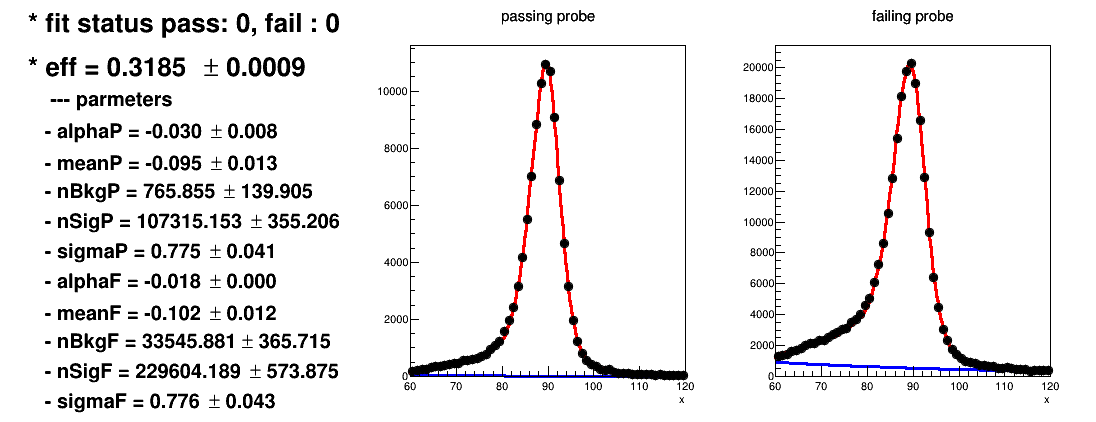 * fit status pass: 0, fail : 0
* eff = 0.3185 ± 0.0009
--- parmeters
- alphaP = -0.030 ± 0.008
- meanP = -0.095 ± 0.013
- nBkgP = 765.855 ± 139.905
- nSigP = 107315.153 ± 355.206
- sigmaP = 0.775 ± 0.041
- alphaF = -0.018 ± 0.000
- meanF = -0.102 ± 0.012
- nBkgF = 33545.881 ± 365.715
- nSigF = 229604.189 ± 573.875
- sigmaF = 0.776 ± 0.043
passing probe
10000
8000
6000
4000
2000
0
60 70 80 90 100 110 120
x
failing probe
20000
18000
16000
14000
12000
10000
8000
6000
4000
2000
0
60 70 80 90 100 110 120
x